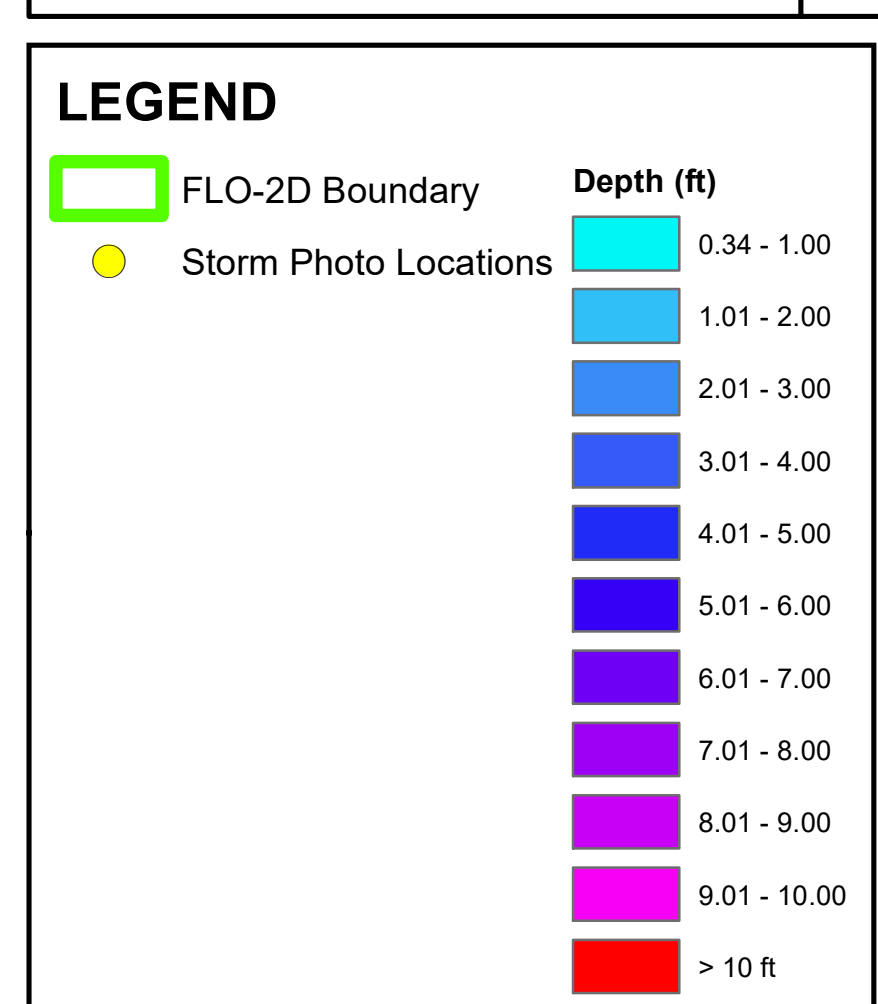 LEGEND
FLO-2D Boundary
Storm Photo Locations
Depth (ft)
0.34 - 1.00
1.01 - 2.00
2.01 - 3.00
3.01 - 4.00
4.01 - 5.00
5.01 - 6.00
6.01 - 7.00
7.01 - 8.00
8.01 - 9.00
9.01 - 10.00
> 10 ft